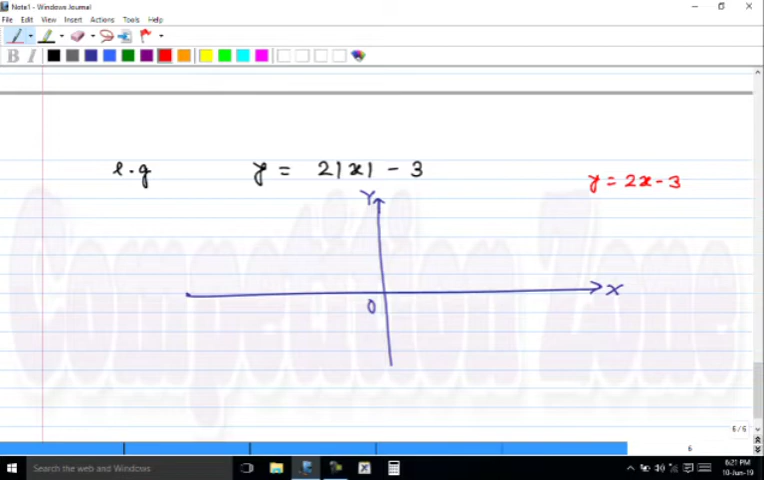 Note1 - Windows Journal
File Edit View Insert Actions Tools Help
B I
e.g y = 2|x| - 3
y = 2x - 3
Y
X
O
Competition Zone
6/6
6
Search the web and Windows
6:21 PM
10-Jun-19